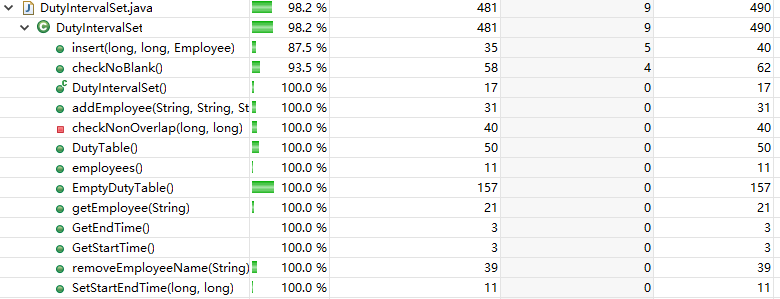 DutyIntervalSet.java 98.2 % 481 9 490
DutyIntervalSet 98.2 % 481 9 490
insert(long, long, Employee) 87.5 % 35 5 40
checkNoBlank() 93.5 % 58 4 62
DutyIntervalSet() 100.0 % 17 0 17
addEmployee(String, String, St 100.0 % 31 0 31
checkNonOverlap(long, long) 100.0 % 40 0 40
DutyTable() 100.0 % 50 0 50
employees() 100.0 % 11 0 11
EmptyDutyTable() 100.0 % 157 0 157
getEmployee(String) 100.0 % 21 0 21
GetEndTime() 100.0 % 3 0 3
GetStartTime() 100.0 % 3 0 3
removeEmployeeName(String) 100.0 % 39 0 39
SetStartEndTime(long, long) 100.0 % 11 0 11